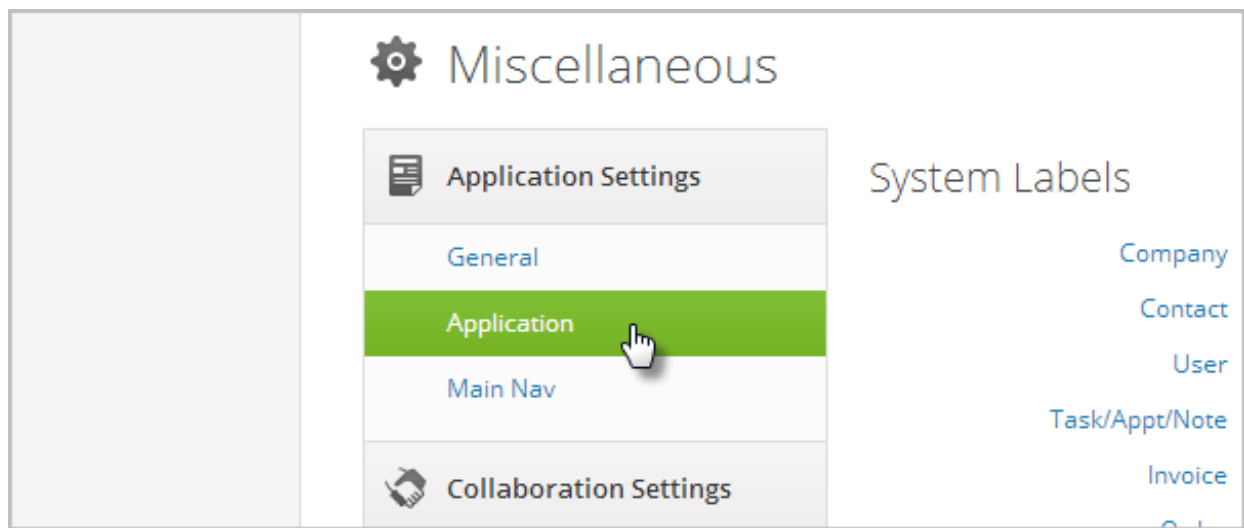 Miscellaneous
Application Settings
General
Application
Main Nav
Collaboration Settings
System Labels
Company
Contact
User
Task/Appt/Note
Invoice